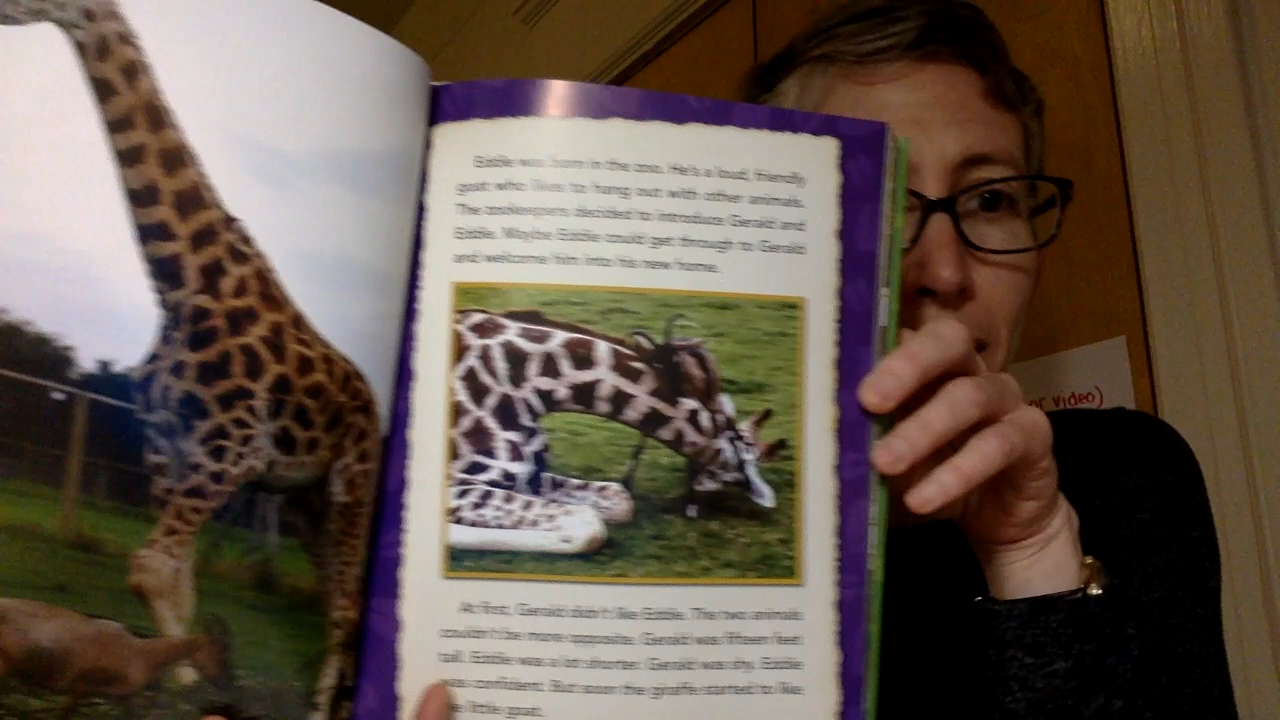 Eddie was born in the zoo. He's a loud, friendly
goat who likes to hang out with other animals.
The zookeepers decided to introduce Gerald and
Eddie. Maybe Eddie could get through to Gerald
and welcome him into his new home.
At first, Gerald didn't like Eddie. The two animals
couldn't be more opposite. Gerald was fifteen feet
tall. Eddie was a lot shorter. Gerald was shy. Eddie
was confident. But soon the giraffe started to like
little goat.
or video)